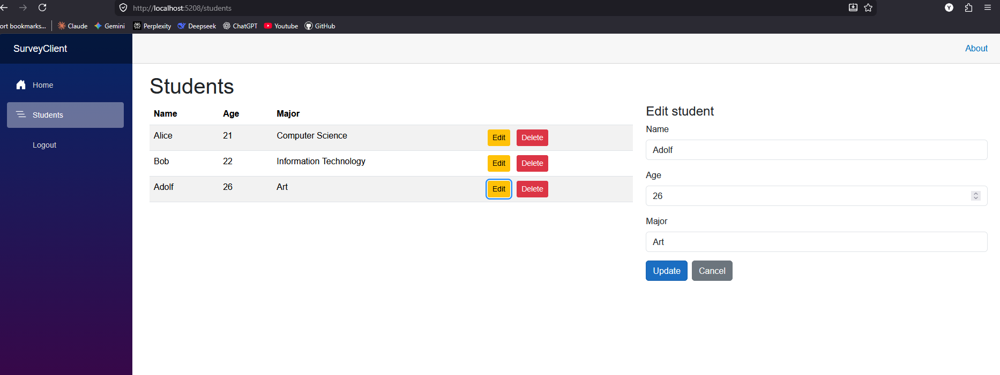 http://localhost:5208/students
Y
ort bookmarks...
Claude
Gemini
Perplexity
Deepseek
ChatGPT
Youtube
GitHub
SurveyClient
About
Home
Students
Logout
Students
Name Age Major
Alice 21 Computer Science Edit Delete
Bob 22 Information Technology Edit Delete
Adolf 26 Art Edit Delete
Edit student
Name
Adolf
Age
26
Major
Art
Update Cancel